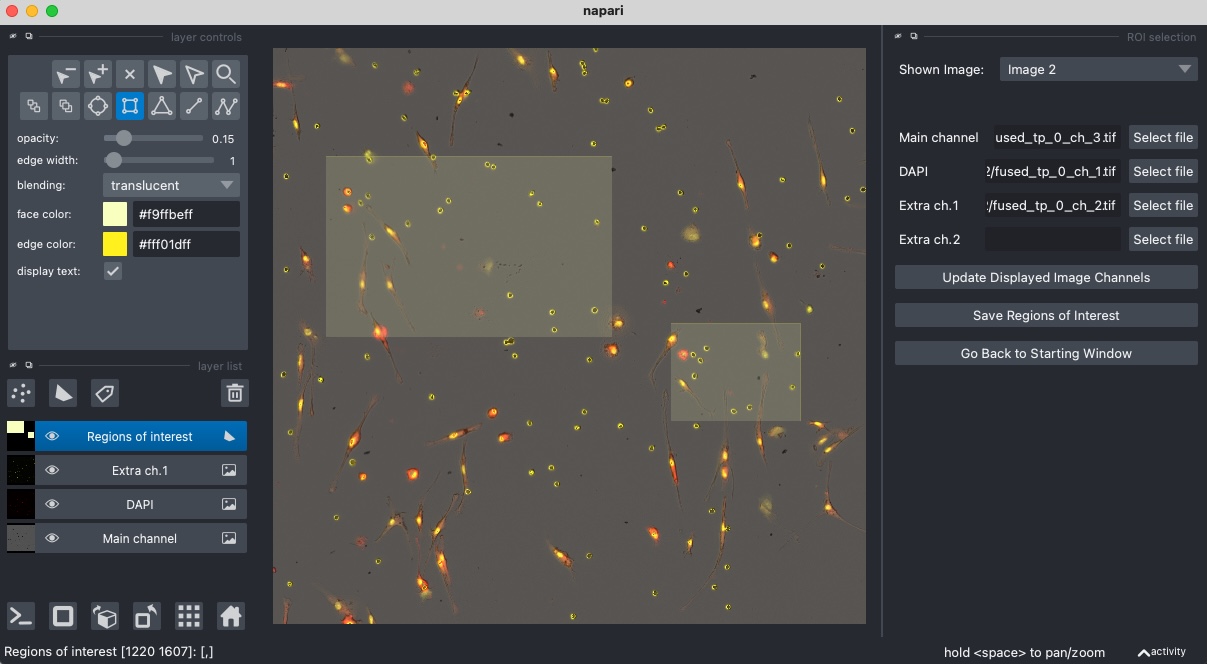 napari
layer controls
opacity: 0.15
edge width: 1
blending: translucent
face color: #f9ffbeff
edge color: #fff01dff
display text:
layer list
Regions of interest
Extra ch.1
DAPI
Main channel
ROI selection
Shown Image: Image 2
Main channel used_tp_0_ch_3.tif Select file
DAPI 2/fused_tp_0_ch_1.tif Select file
Extra ch.1 /fused_tp_0_ch_2.tif Select file
Extra ch.2 Select file
Update Displayed Image Channels
Save Regions of Interest
Go Back to Starting Window
Regions of interest [1220 1607]: [,]
hold <space> to pan/zoom
activity